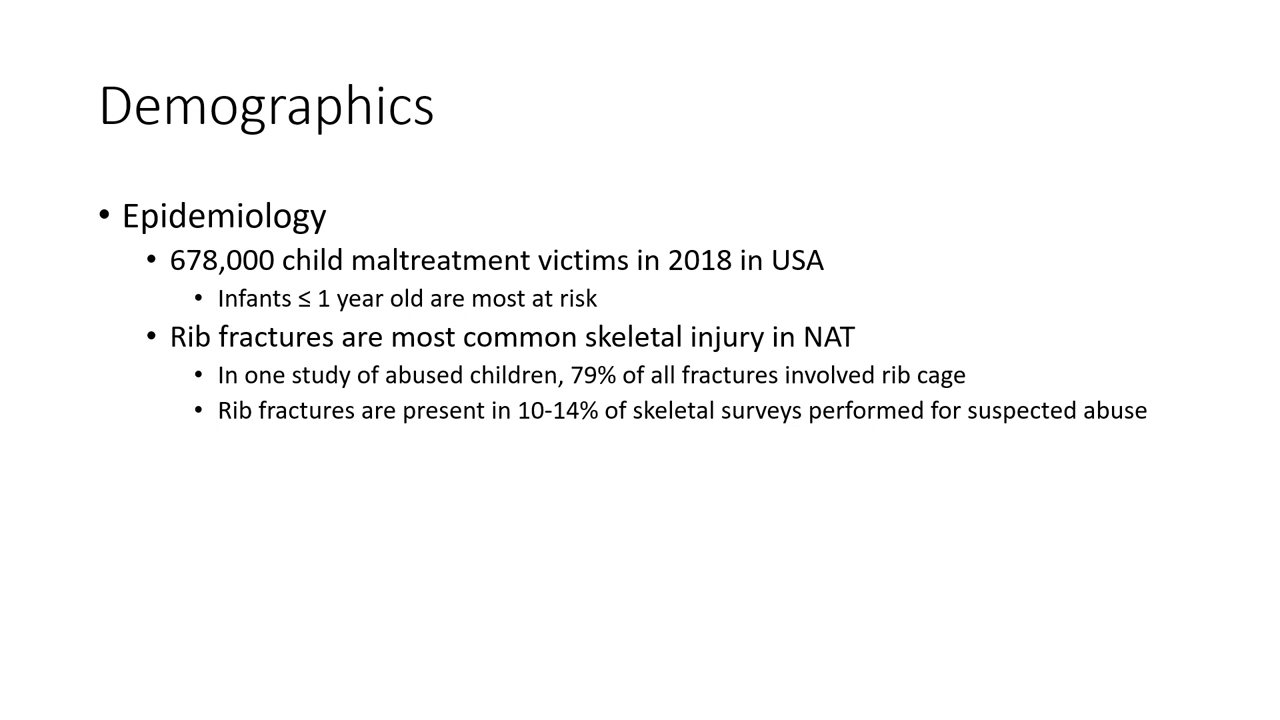 Demographics
• Epidemiology
• 678,000 child maltreatment victims in 2018 in USA
• Infants ≤ 1 year old are most at risk
• Rib fractures are most common skeletal injury in NAT
• In one study of abused children, 79% of all fractures involved rib cage
• Rib fractures are present in 10-14% of skeletal surveys performed for suspected abuse